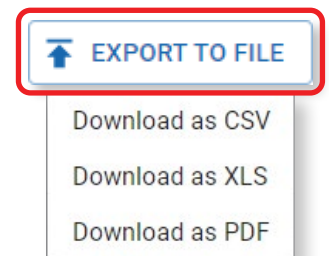 EXPORT TO FILE
Download as CSV
Download as XLS
Download as PDF